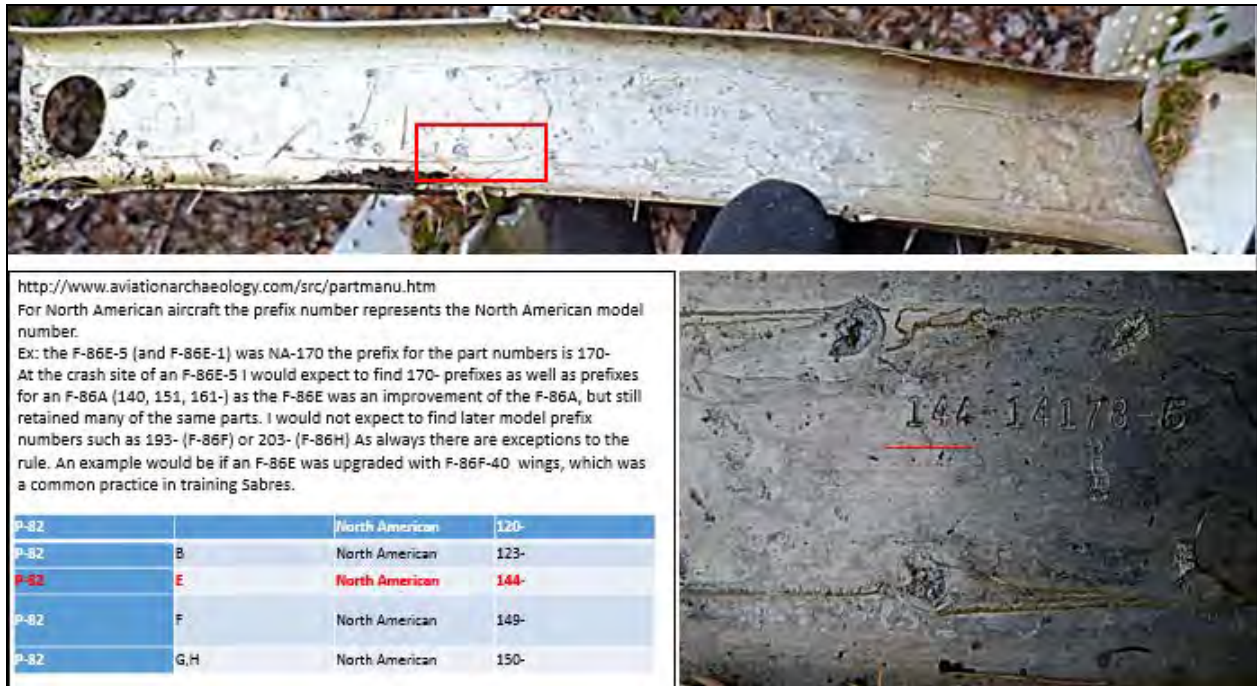 http://www.aviationarchaeology.com/src/partmanu.htm
For North American aircraft the prefix number represents the North American model
number.
Ex: the F-86E-5 (and F-86E-1) was NA-170 the prefix for the part numbers is 170-
At the crash site of an F-86E-5 I would expect to find 170- prefixes as well as prefixes
for an F-86A (140, 151, 161-) as the F-86E was an improvement of the F-86A, but still
retained many of the same parts. I would not expect to find later model prefix
numbers such as 193- (F-86F) or 203- (F-86H) As always there are exceptions to the
rule. An example would be if an F-86E was upgraded with F-86F-40 wings, which was
a common practice in training Sabres.
P-82 North American 120-
P-82 B North American 123-
P-82 E North American 144-
P-82 F North American 149-
P-82 G,H North American 150-
144-14178-5